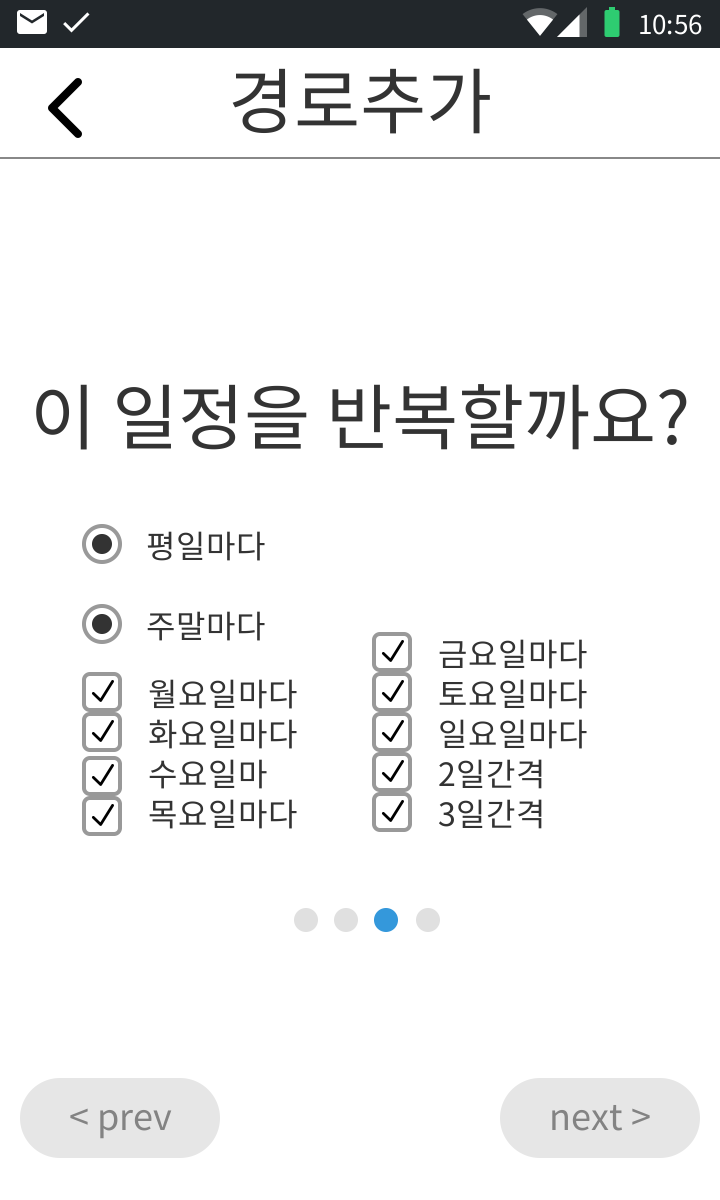 10:56
경로추가
이 일정을 반복할까요?
평일마다
주말마다
월요일마다
화요일마다
수요일마
목요일마다
금요일마다
토요일마다
일요일마다
2일간격
3일간격
< prev
next >